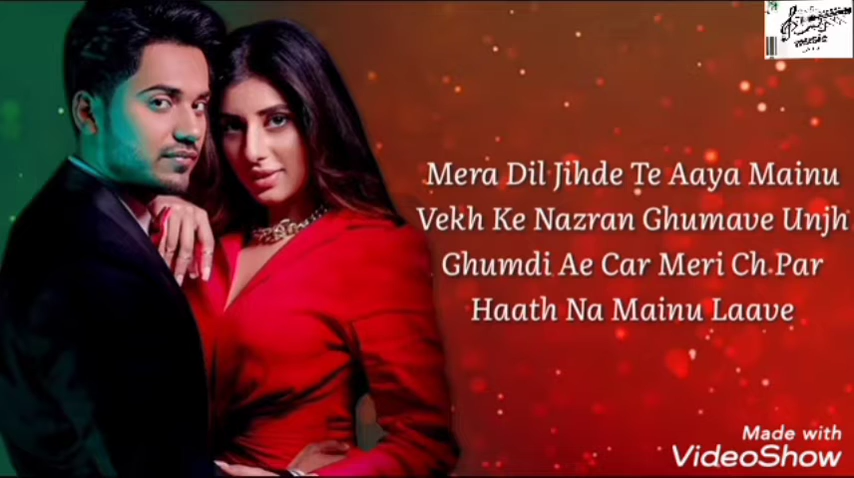 music
Mera Dil Jihde Te Aaya Mainu
Vekh Ke Nazran Ghumave Unjh
Ghumdi Ae Car Meri Ch Par
Haath Na Mainu Laave
Made with
VideoShow